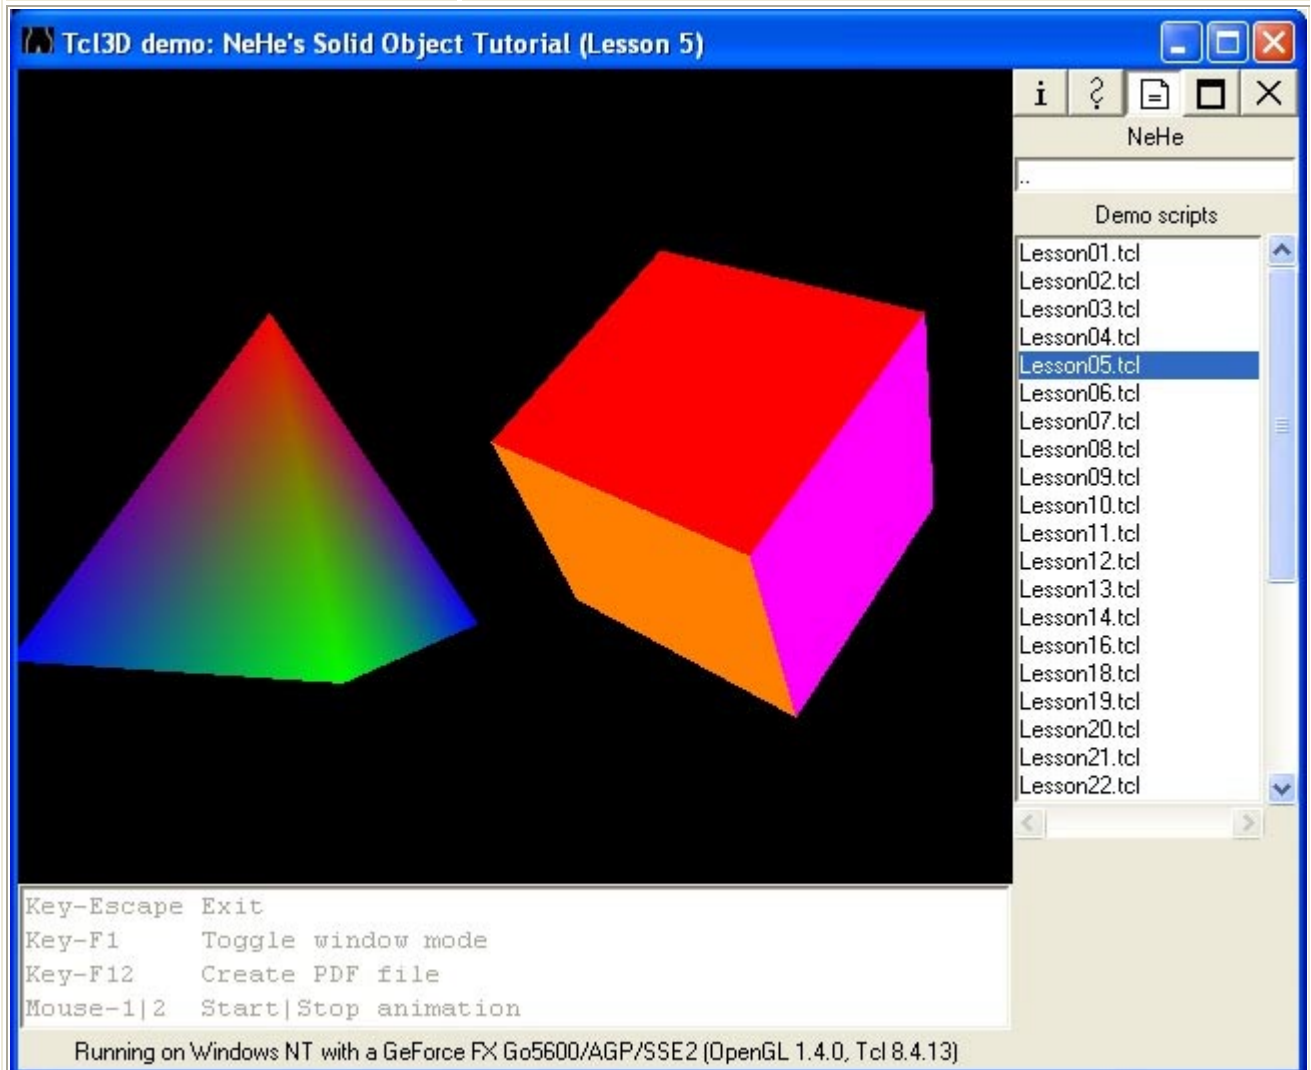 Tcl3D demo: NeHe's Solid Object Tutorial (Lesson 5)
i ?
NeHe
..
Demo scripts
Lesson01.tcl
Lesson02.tcl
Lesson03.tcl
Lesson04.tcl
Lesson05.tcl
Lesson06.tcl
Lesson07.tcl
Lesson08.tcl
Lesson09.tcl
Lesson10.tcl
Lesson11.tcl
Lesson12.tcl
Lesson13.tcl
Lesson14.tcl
Lesson16.tcl
Lesson18.tcl
Lesson19.tcl
Lesson20.tcl
Lesson21.tcl
Lesson22.tcl
Key-Escape Exit
Key-F1 Toggle window mode
Key-F12 Create PDF file
Mouse-1|2 Start|Stop animation
Running on Windows NT with a GeForce FX Go5600/AGP/SSE2 (OpenGL 1.4.0, Tcl 8.4.13)